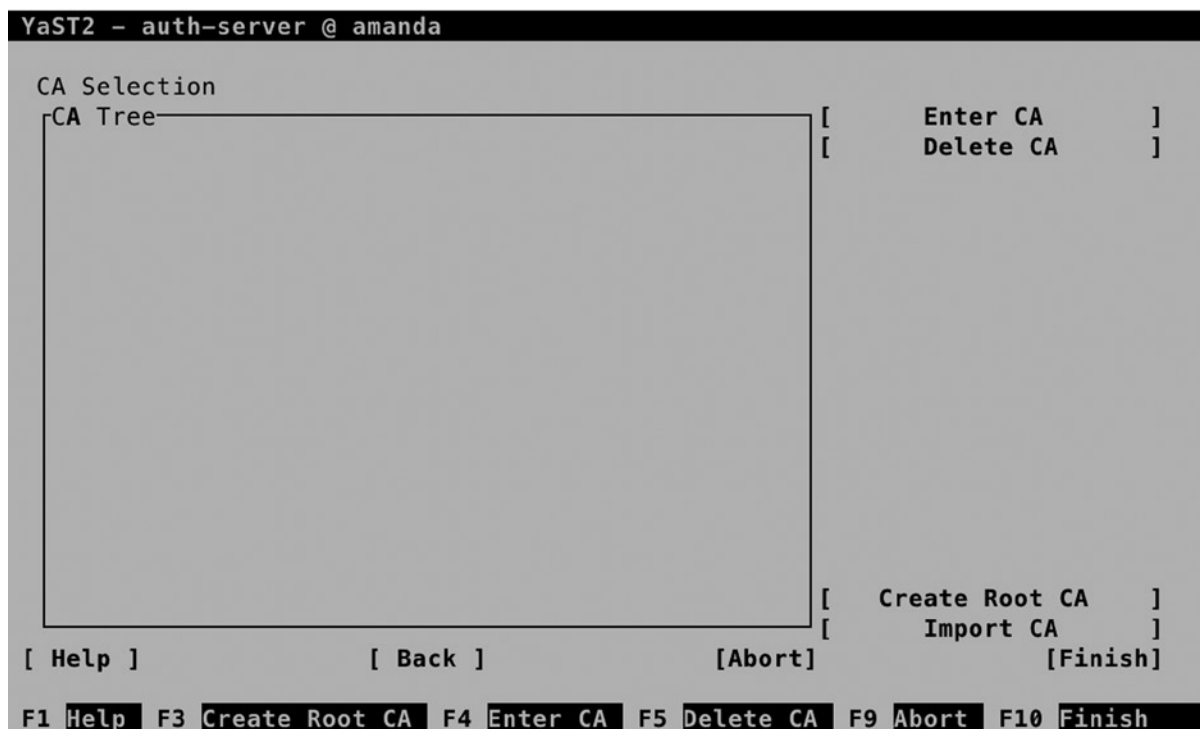 YaST2 – auth–server @ amanda
CA Selection
CA Tree
[ Enter CA ]
[ Delete CA ]
[ Create Root CA ]
[ Import CA ]
[ Help ] [ Back ] [Abort] [Finish]
F1 Help F3 Create Root CA F4 Enter CA F5 Delete CA F9 Abort F10 Finish